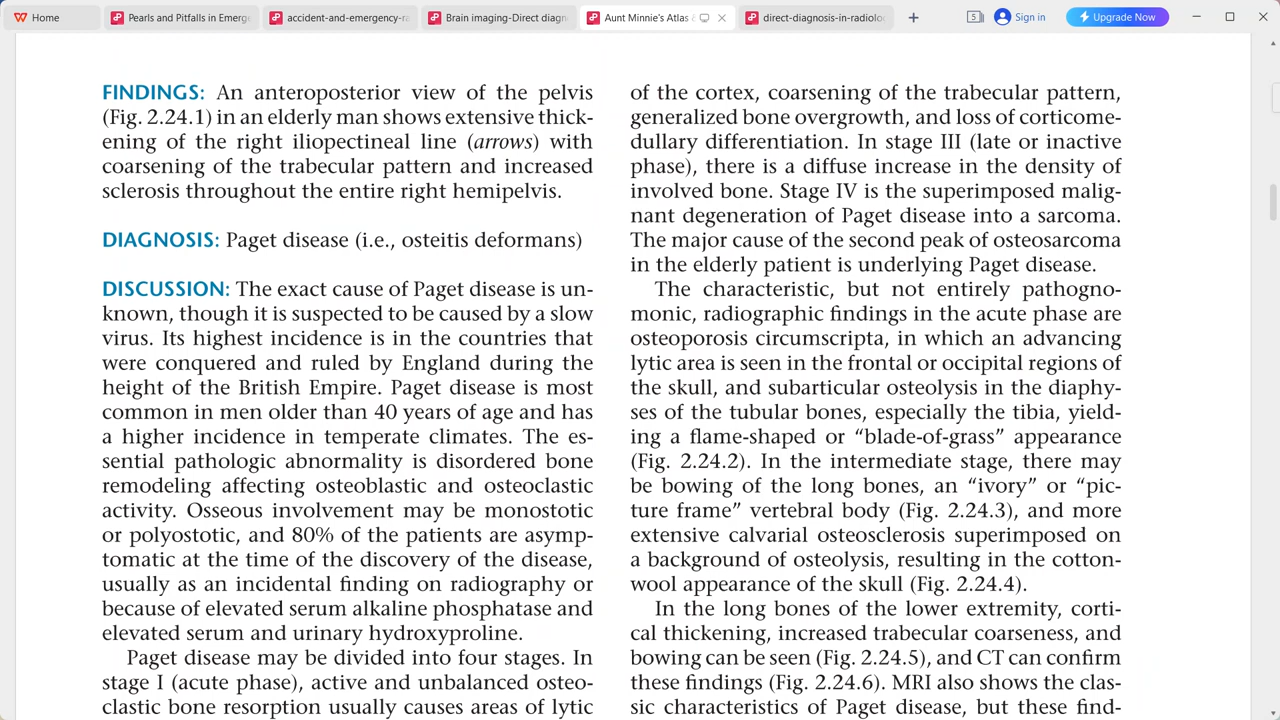 Home
Pearls and Pitfalls in Emerge
accident-and-emergency-ra
Brain imaging-Direct diagn
Aunt Minnie's Atlas &
direct-diagnosis-in-radiolo
5
Sign in
Upgrade Now
FINDINGS: An anteroposterior view of the pelvis
(Fig. 2.24.1) in an elderly man shows extensive thick-
ening of the right iliopectineal line (arrows) with
coarsening of the trabecular pattern and increased
sclerosis throughout the entire right hemipelvis.
DIAGNOSIS: Paget disease (i.e., osteitis deformans)
DISCUSSION: The exact cause of Paget disease is un-
known, though it is suspected to be caused by a slow
virus. Its highest incidence is in the countries that
were conquered and ruled by England during the
height of the British Empire. Paget disease is most
common in men older than 40 years of age and has
a higher incidence in temperate climates. The es-
sential pathologic abnormality is disordered bone
remodeling affecting osteoblastic and osteoclastic
activity. Osseous involvement may be monostotic
or polyostotic, and 80% of the patients are asymp-
tomatic at the time of the discovery of the disease,
usually as an incidental finding on radiography or
because of elevated serum alkaline phosphatase and
elevated serum and urinary hydroxyproline.
Paget disease may be divided into four stages. In
stage I (acute phase), active and unbalanced osteo-
clastic bone resorption usually causes areas of lytic
of the cortex, coarsening of the trabecular pattern,
generalized bone overgrowth, and loss of corticome-
dullary differentiation. In stage III (late or inactive
phase), there is a diffuse increase in the density of
involved bone. Stage IV is the superimposed malig-
nant degeneration of Paget disease into a sarcoma.
The major cause of the second peak of osteosarcoma
in the elderly patient is underlying Paget disease.
The characteristic, but not entirely pathogno-
monic, radiographic findings in the acute phase are
osteoporosis circumscripta, in which an advancing
lytic area is seen in the frontal or occipital regions of
the skull, and subarticular osteolysis in the diaphy-
ses of the tubular bones, especially the tibia, yield-
ing a flame-shaped or “blade-of-grass” appearance
(Fig. 2.24.2). In the intermediate stage, there may
be bowing of the long bones, an “ivory” or “pic-
ture frame” vertebral body (Fig. 2.24.3), and more
extensive calvarial osteosclerosis superimposed on
a background of osteolysis, resulting in the cotton-
wool appearance of the skull (Fig. 2.24.4).
In the long bones of the lower extremity, corti-
cal thickening, increased trabecular coarseness, and
bowing can be seen (Fig. 2.24.5), and CT can confirm
these findings (Fig. 2.24.6). MRI also shows the clas-
sic characteristics of Paget disease, but these find-